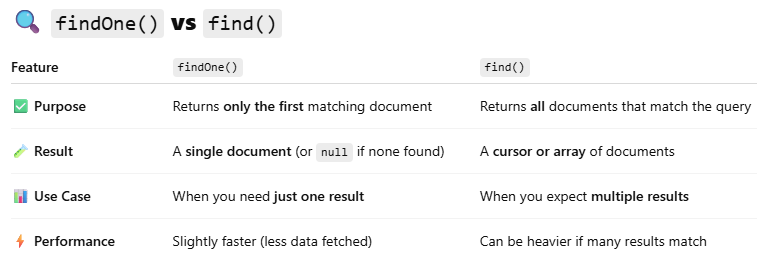 🔍 findOne() vs find()
Feature findOne() find()
✅ Purpose Returns only the first matching document Returns all documents that match the query
🧪 Result A single document (or null if none found) A cursor or array of documents
📊 Use Case When you need just one result When you expect multiple results
⚡ Performance Slightly faster (less data fetched) Can be heavier if many results match